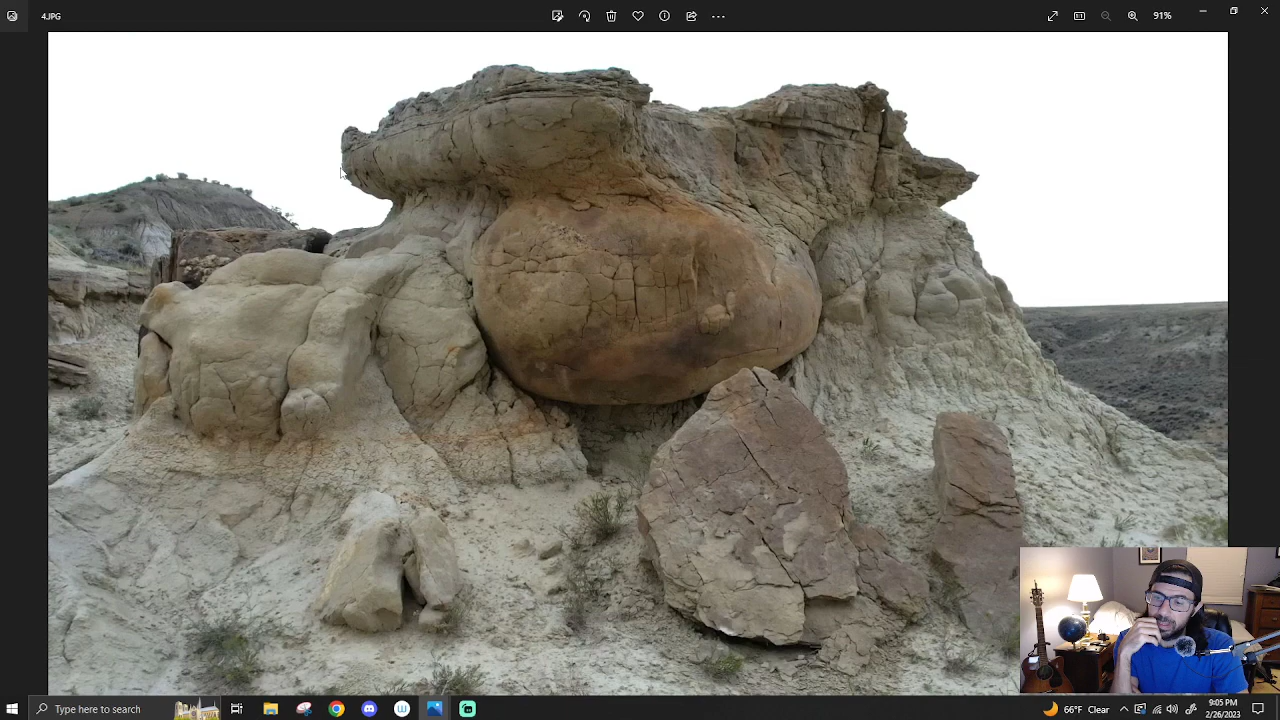 4.JPG
91%
Type here to search
66°F Clear
9:05 PM
2/26/2023